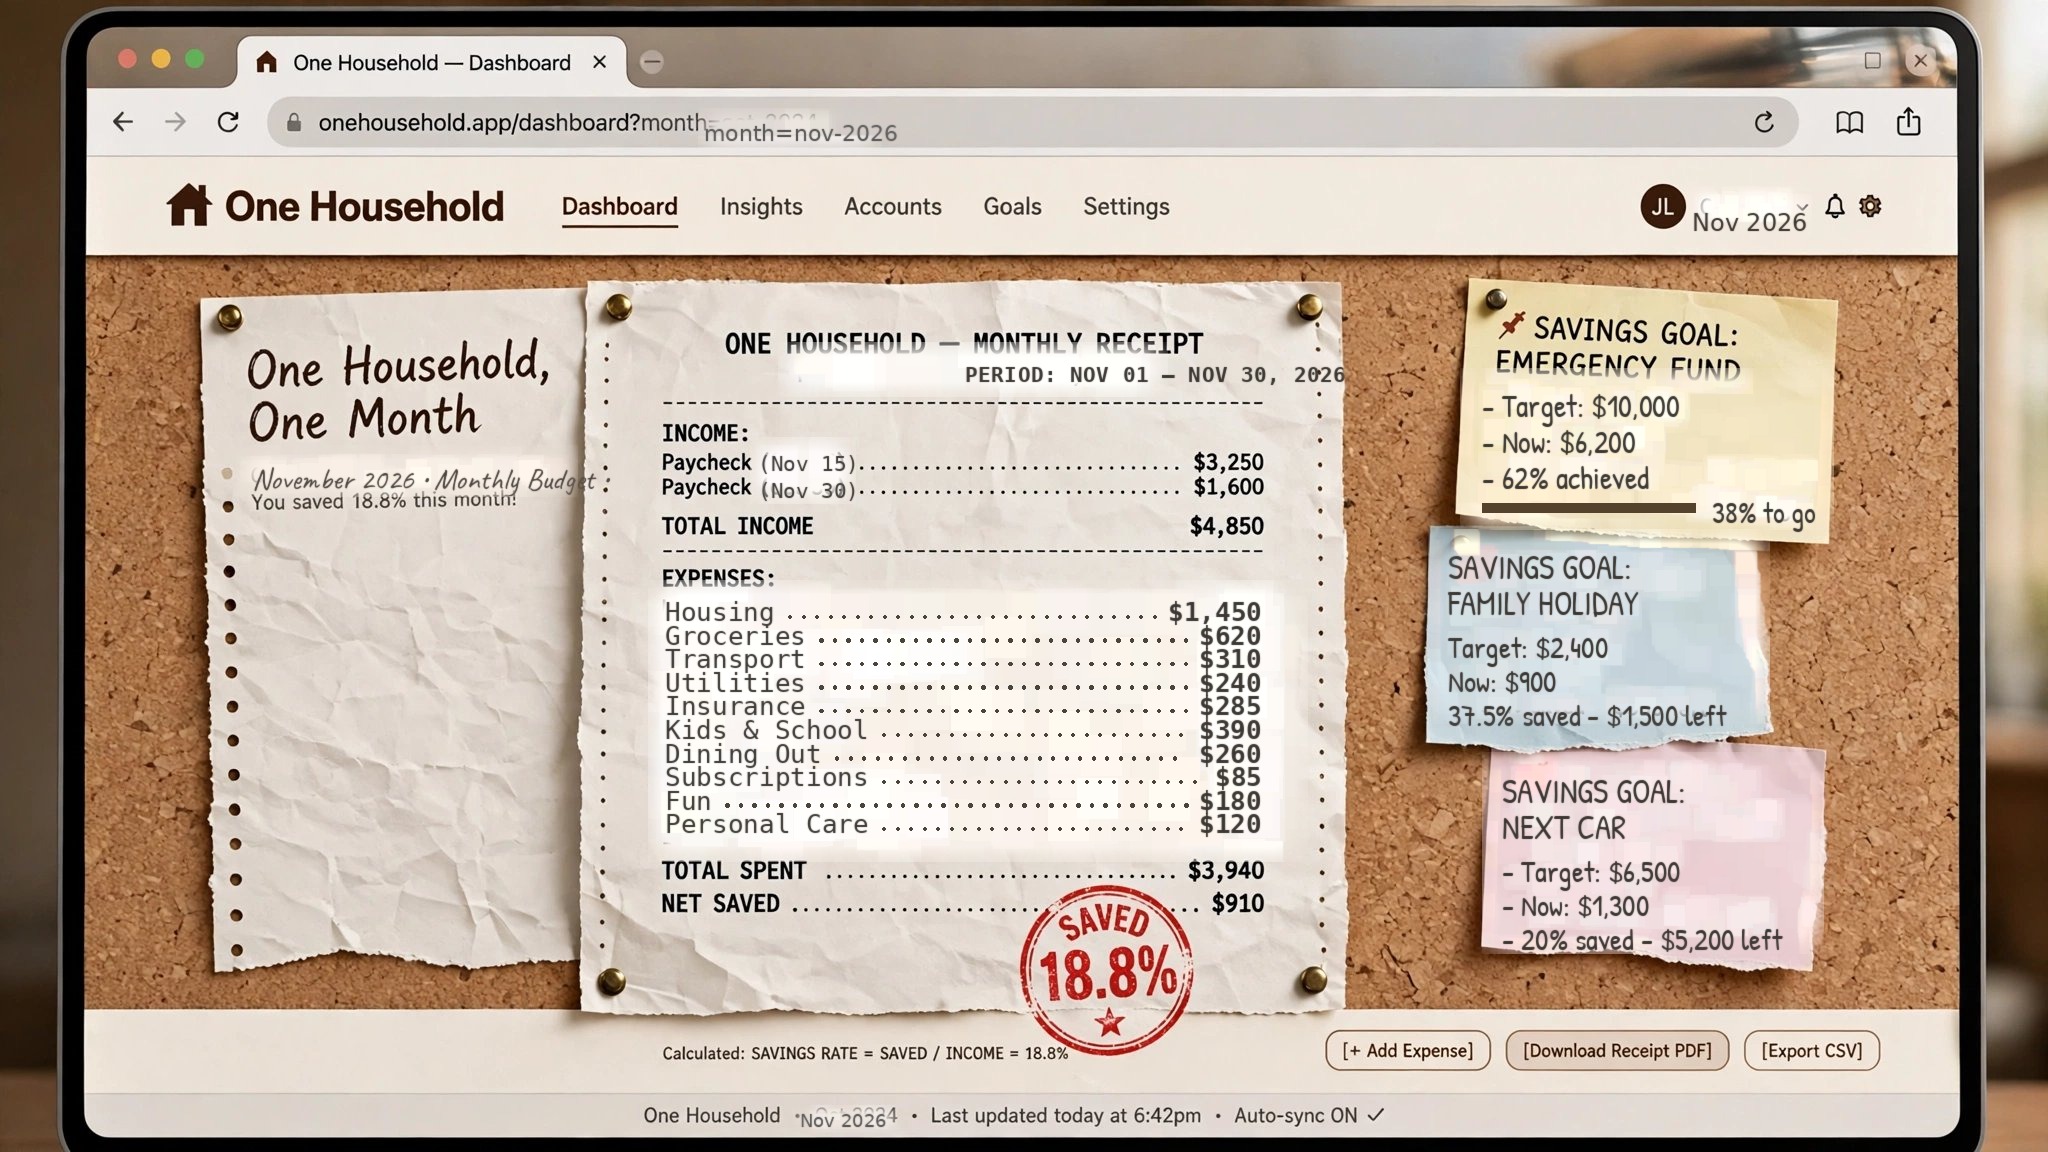 One Household — Dashboard
onehousehold.app/dashboard?month
month=nov-2026
One Household
Dashboard Insights Accounts Goals Settings
JL
Nov 2026
One Household,
One Month
November 2026 · Monthly Budget
You saved 18.8% this month!
ONE HOUSEHOLD — MONTHLY RECEIPT
PERIOD: NOV 01 – NOV 30, 2026
INCOME:
Paycheck (Nov 15) $3,250
Paycheck (Nov 30) $1,600
TOTAL INCOME $4,850
EXPENSES:
Housing $1,450
Groceries $620
Transport $310
Utilities $240
Insurance $285
Kids & School $390
Dining Out $260
Subscriptions $85
Fun $180
Personal Care $120
TOTAL SPENT $3,940
NET SAVED $910
SAVED
18.8%
Calculated: SAVINGS RATE = SAVED / INCOME = 18.8%
SAVINGS GOAL:
EMERGENCY FUND
- Target: $10,000
- Now: $6,200
- 62% achieved
38% to go
SAVINGS GOAL:
FAMILY HOLIDAY
Target: $2,400
Now: $900
37.5% saved – $1,500 left
SAVINGS GOAL:
NEXT CAR
- Target: $6,500
- Now: $1,300
- 20% saved – $5,200 left
[+ Add Expense] [Download Receipt PDF] [Export CSV]
One Household · Nov 2026 · Last updated today at 6:42pm · Auto-sync ON ✓